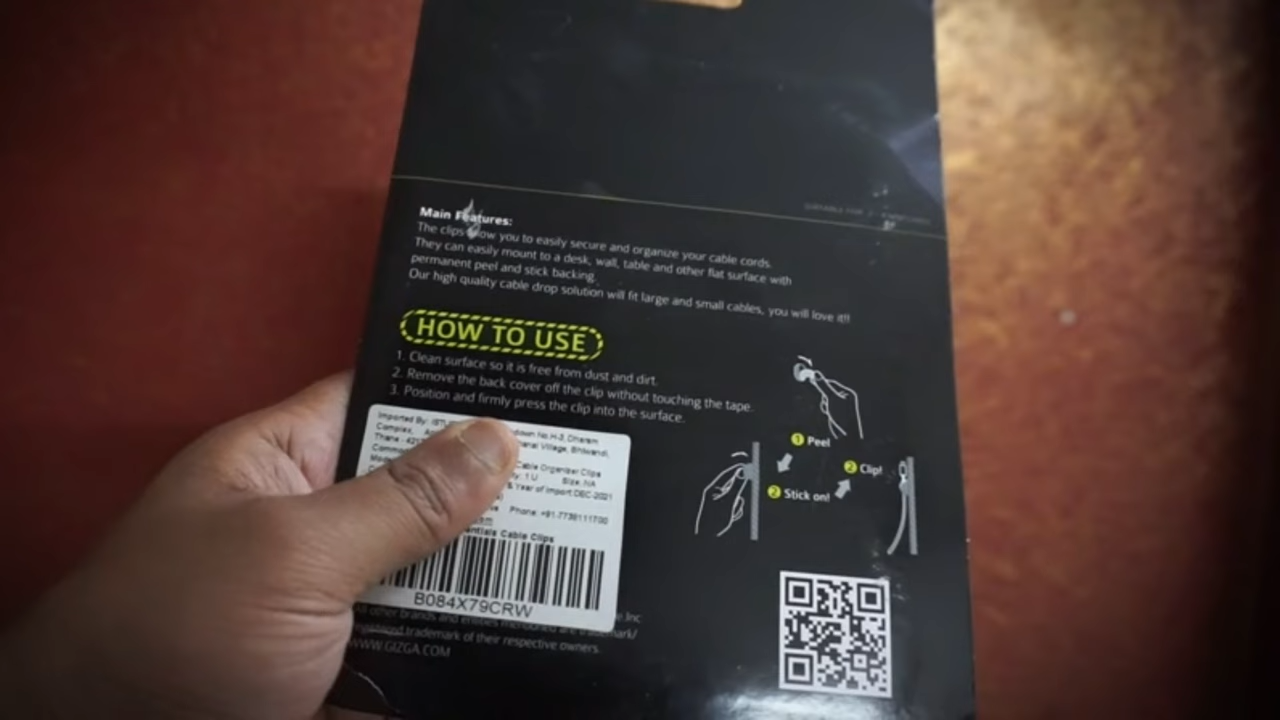 Main Features:
The clips you to easily secure and organize your cable cords.
They can easily mount to a desk, wall, table and other flat surface with
permanent peel and stick backing.
Our high quality cable drop solution will fit large and small cables, you will love it!!
HOW TO USE
1. Clean surface so it is free from dust and dirt.
2. Remove the back cover off the clip without touching the tape.
3. Position and firmly press the clip into the surface.
1 Peel
2 Clip!
2 Stick on!
Imported By: No.H-3, Dharam
Complex, Village, Bhiwandi,
Thane -
Cable Organizer Clips
1 U Size: NA
& Year of Import: DEC-2021
Phone: +91-7738111700
Cable Clips
B084X79CRW
other brands and entities mentioned are trademark/
trademark of their respective owners.
WWW.GIZGA.COM